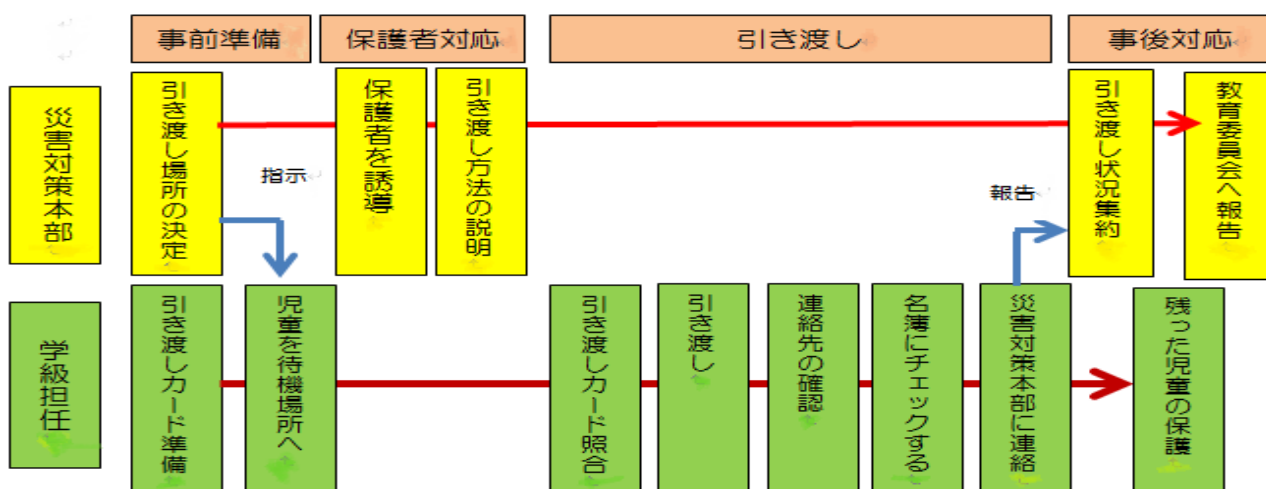 事前準備
保護者対応
引き渡し
事後対応
災害対策本部
引き渡し場所の決定
指示
保護者を誘導
引き渡し方法の説明
報告
引き渡し状況集約
教育委員会へ報告
学級担任
引き渡しカード準備
児童を待機場所へ
引き渡しカード照合
引き渡し
連絡先の確認
名簿にチェックする
災害対策本部に連絡
残った児童の保護